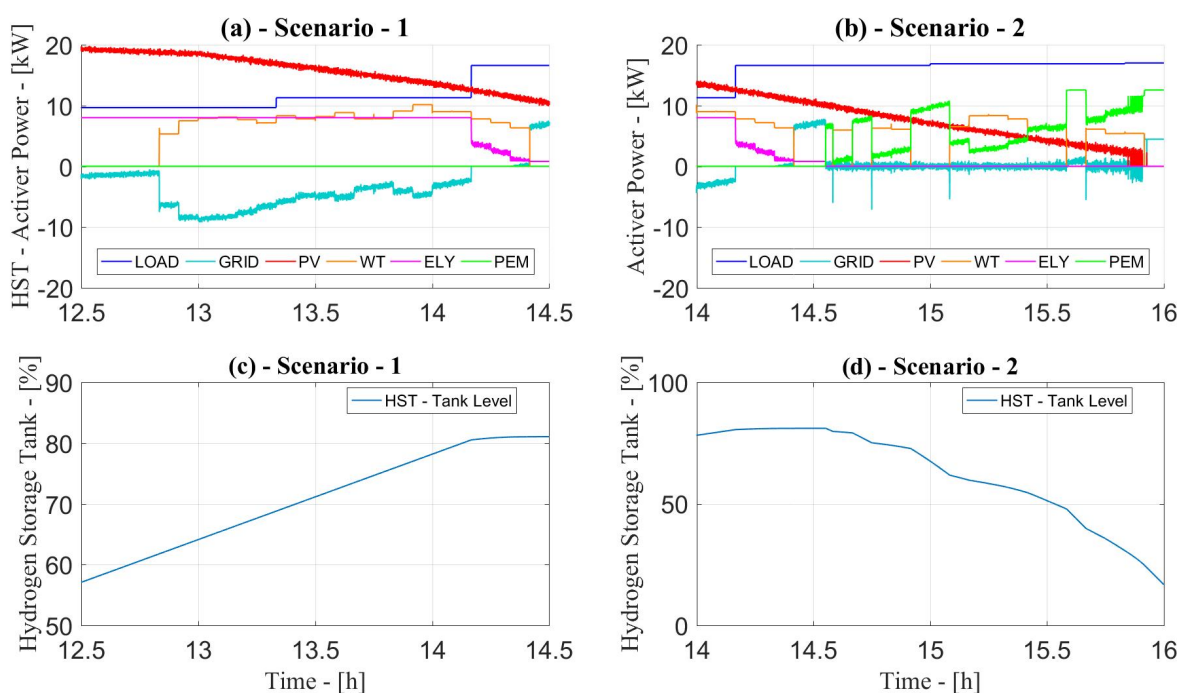 (a) - Scenario - 1
HST - Activer Power - [kW]
20
10
0
-10
-20
LOAD GRID PV WT ELY PEM
12.5 13 13.5 14 14.5
(b) - Scenario - 2
Activer Power - [kW]
20
10
0
-10
-20
LOAD GRID PV WT ELY PEM
14 14.5 15 15.5 16
(c) - Scenario - 1
Hydrogen Storage Tank - [%]
90
80
70
60
50
HST - Tank Level
12.5 13 13.5 14 14.5
Time - [h]
(d) - Scenario - 2
Hydrogen Storage Tank - [%]
100
50
0
HST - Tank Level
14 14.5 15 15.5 16
Time - [h]